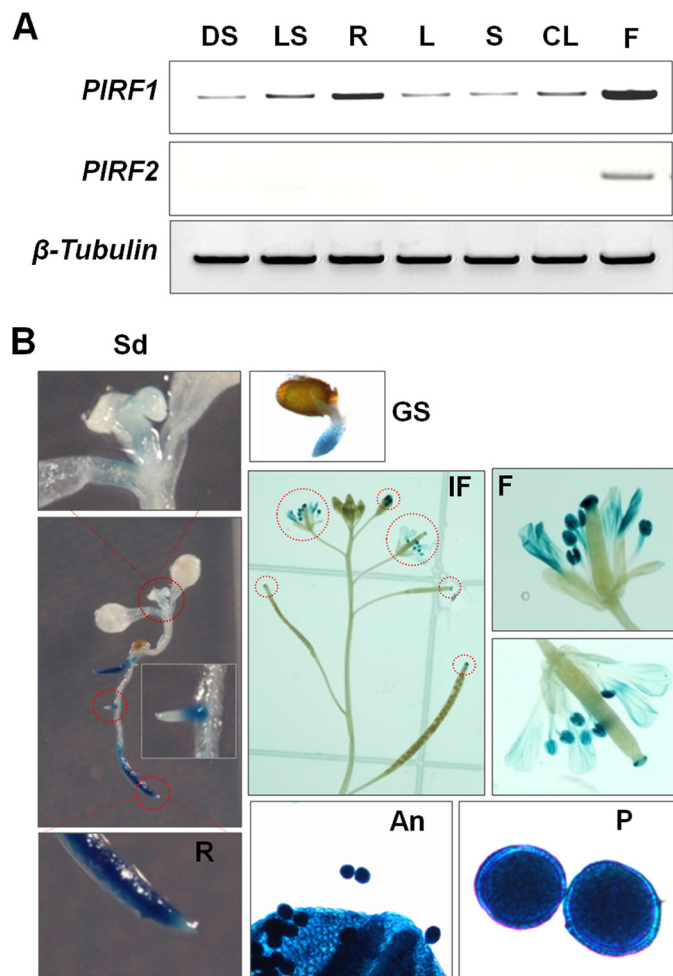 A
DS LS R L S CL F
PIRF1
PIRF2
β-Tubulin
B
Sd
GS
IF
F
R
An
P